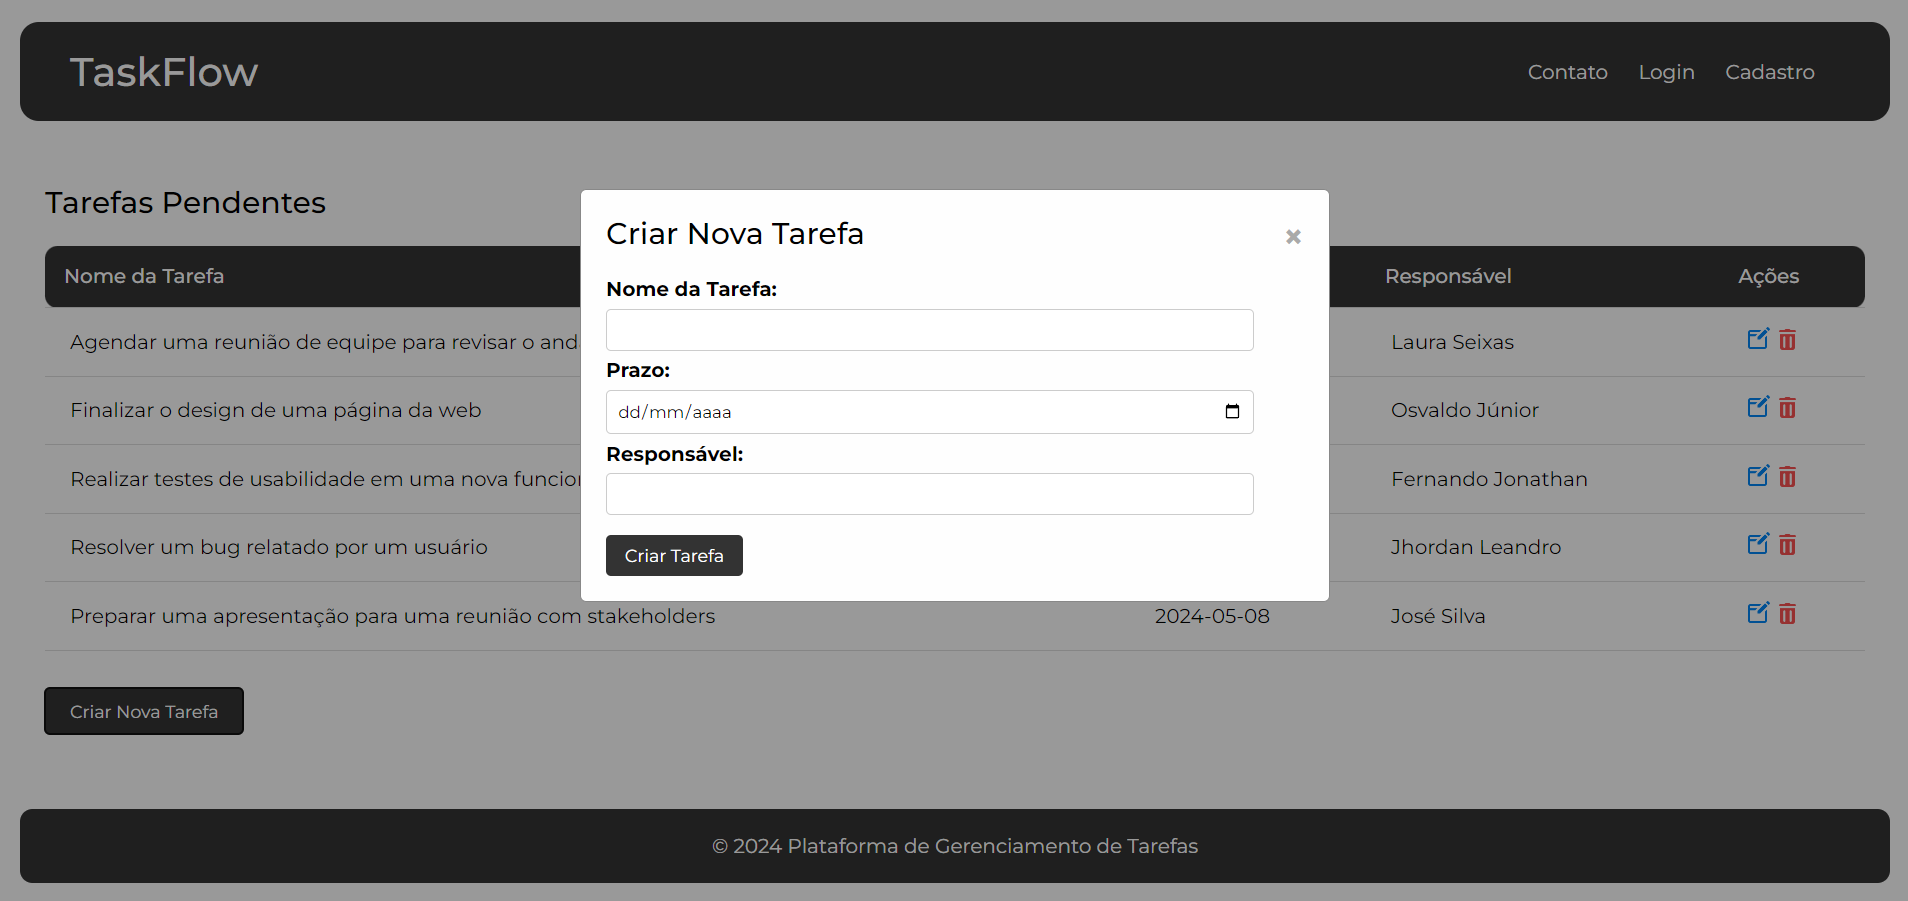 TaskFlow
Contato Login Cadastro
Tarefas Pendentes
Criar Nova Tarefa
Nome da Tarefa:
Prazo:
dd/mm/aaaa
Responsável:
Criar Tarefa
Nome da Tarefa Responsável Ações
Agendar uma reunião de equipe para revisar o Laura Seixas
Finalizar o design de uma página da web Osvaldo Júnior
Realizar testes de usabilidade em uma nova Fernando Jonathan
Resolver um bug relatado por um usuário Jhordan Leandro
Preparar uma apresentação para uma reunião com stakeholders 2024-05-08 José Silva
Criar Nova Tarefa
© 2024 Plataforma de Gerenciamento de Tarefas